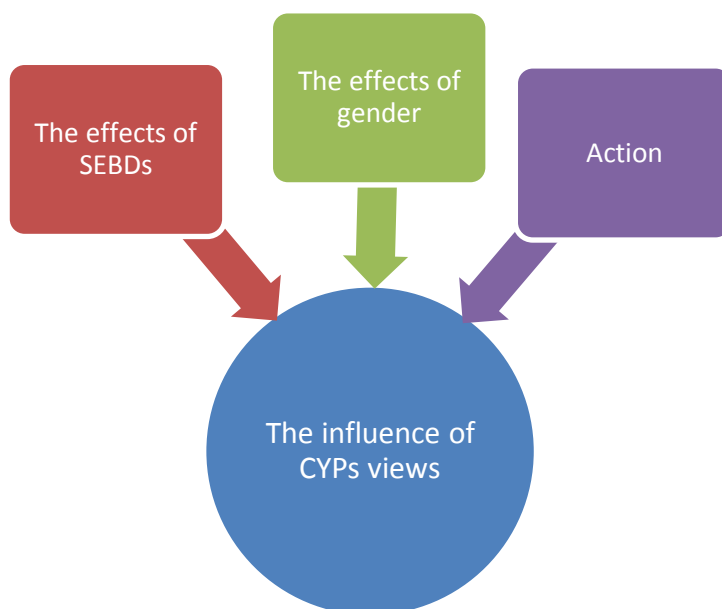 The effects of
SEBDs
The effects of
gender
Action
The influence of
CYPs views